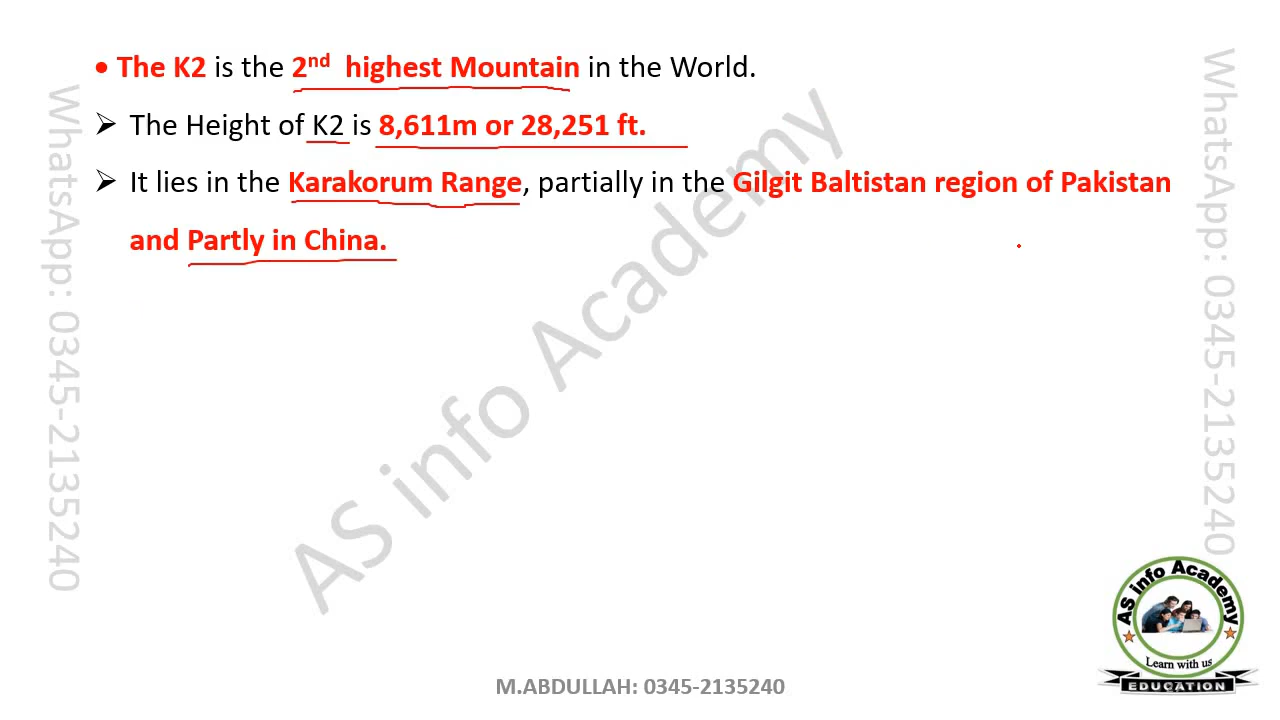 • The K2 is the 2nd highest Mountain in the World.
➢ The Height of K2 is 8,611m or 28,251 ft.
➢ It lies in the Karakorum Range, partially in the Gilgit Baltistan region of Pakistan
and Partly in China.
WhatsApp: 0345-2135240
AS info Academy
WhatsApp: 0345-2135240
AS info Academy
Learn with us
EDUCATION
M.ABDULLAH: 0345-2135240